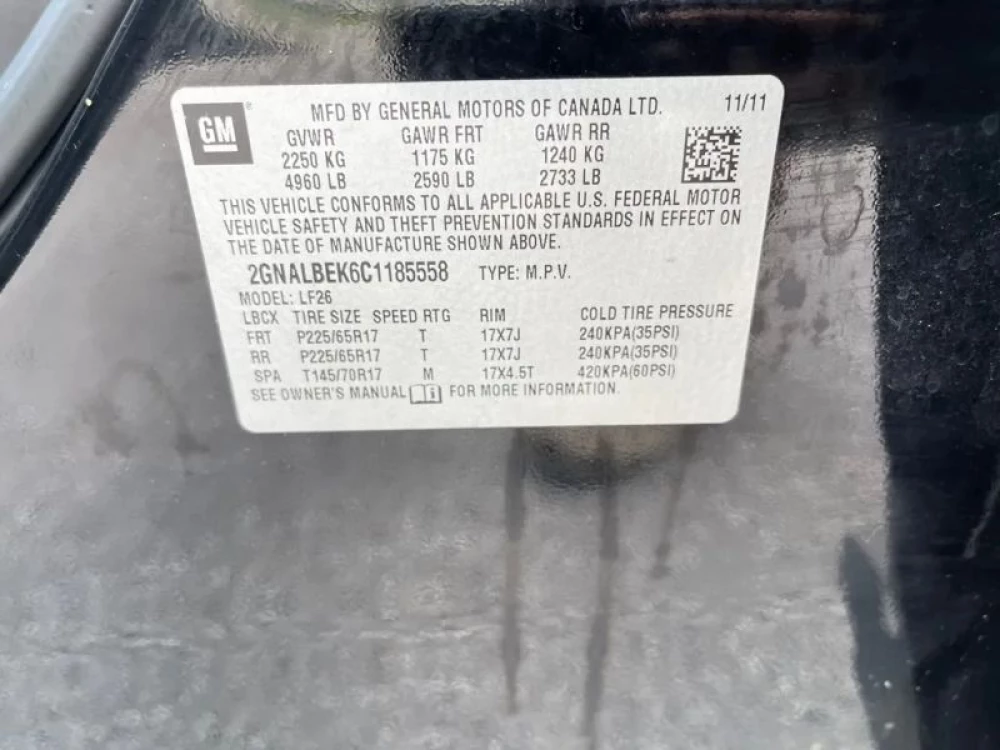 GM ® MFD BY GENERAL MOTORS OF CANADA LTD. 11/11
GVWR GAWR FRT GAWR RR
2250 KG 1175 KG 1240 KG
4960 LB 2590 LB 2733 LB
THIS VEHICLE CONFORMS TO ALL APPLICABLE U.S. FEDERAL MOTOR
VEHICLE SAFETY AND THEFT PREVENTION STANDARDS IN EFFECT ON
THE DATE OF MANUFACTURE SHOWN ABOVE.
2GNALBEK6C1185558 TYPE: M.P.V.
MODEL: LF26
LBCX TIRE SIZE SPEED RTG RIM COLD TIRE PRESSURE
FRT P225/65R17 T 17X7J 240KPA(35PSI)
RR P225/65R17 T 17X7J 240KPA(35PSI)
SPA T145/70R17 M 17X4.5T 420KPA(60PSI)
SEE OWNER'S MANUAL i FOR MORE INFORMATION.